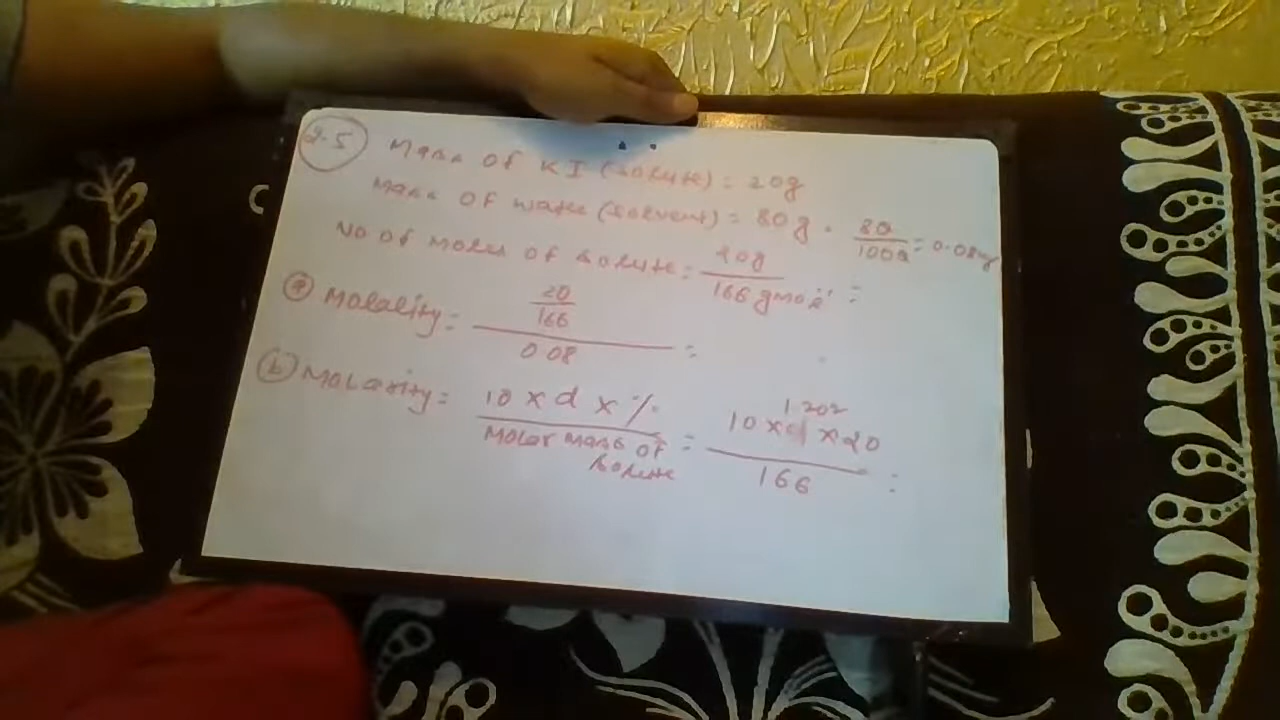 2.5 Mass of KI (solute) = 20g
Mass of water (solvent) = 80g = 80/1000 = 0.08kg
No of moles of solute = 20g/166 gmol⁻¹ =
(a) Molality = (20/166)/0.08 =
(b) Molarity = 10 x d x %/Molar mass of solute = 10 x 1.202 x 20/166 =